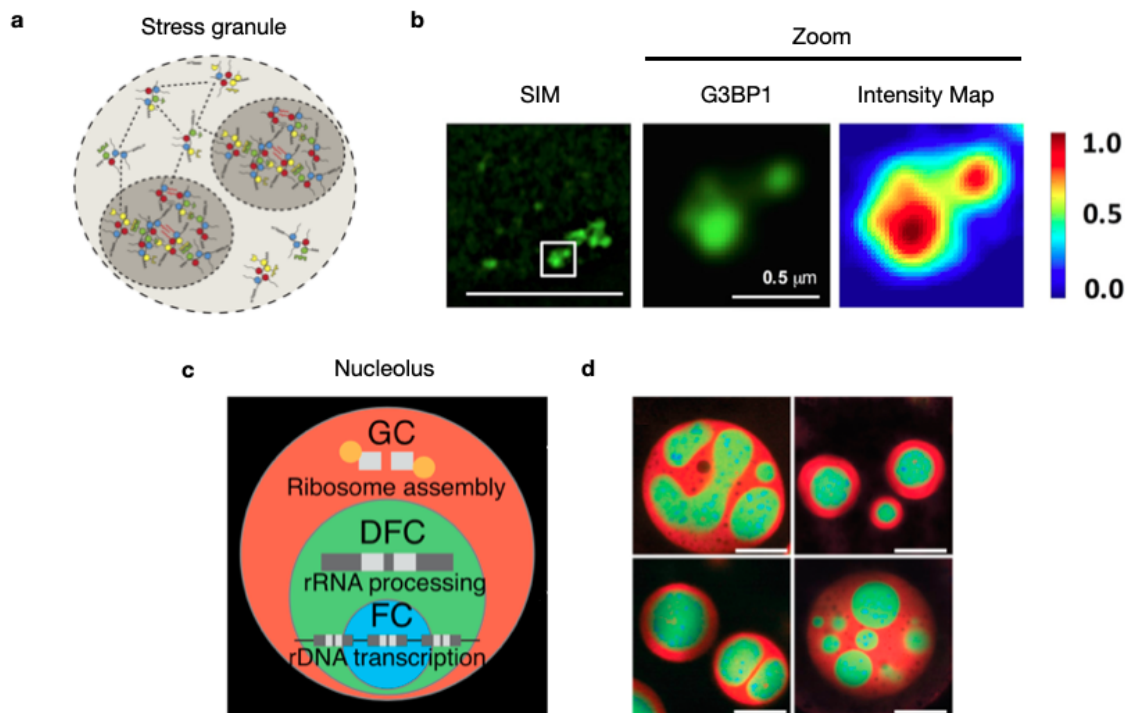 a
Stress granule
b
Zoom
SIM
G3BP1
Intensity Map
0.5 μm
1.0
0.5
0.0
c
Nucleolus
GC
Ribosome assembly
DFC
rRNA processing
FC
rDNA transcription
d